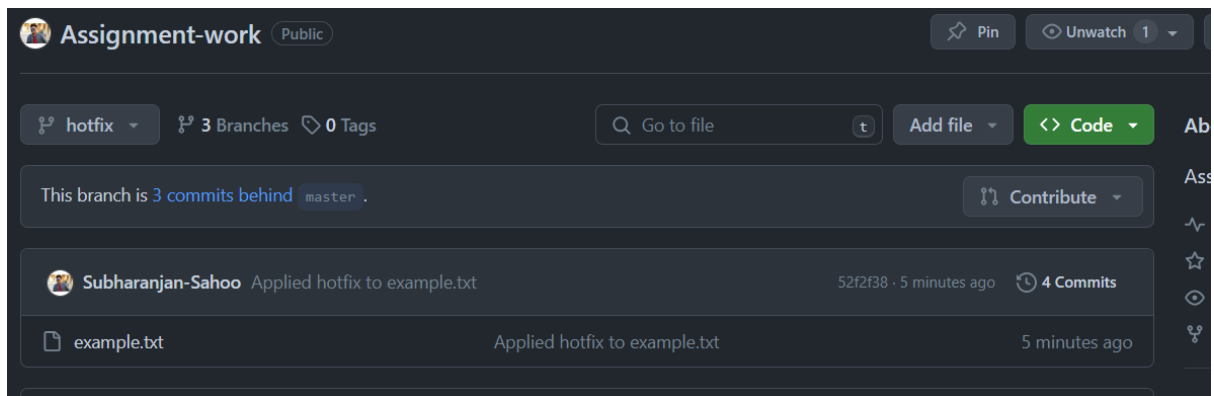 Assignment-work Public Pin Unwatch 1
hotfix 3 Branches 0 Tags Go to file t Add file <> Code Ab
This branch is 3 commits behind master . Contribute
Ass
Subharanjan-Sahoo Applied hotfix to example.txt 52f2f38 · 5 minutes ago 4 Commits
example.txt Applied hotfix to example.txt 5 minutes ago